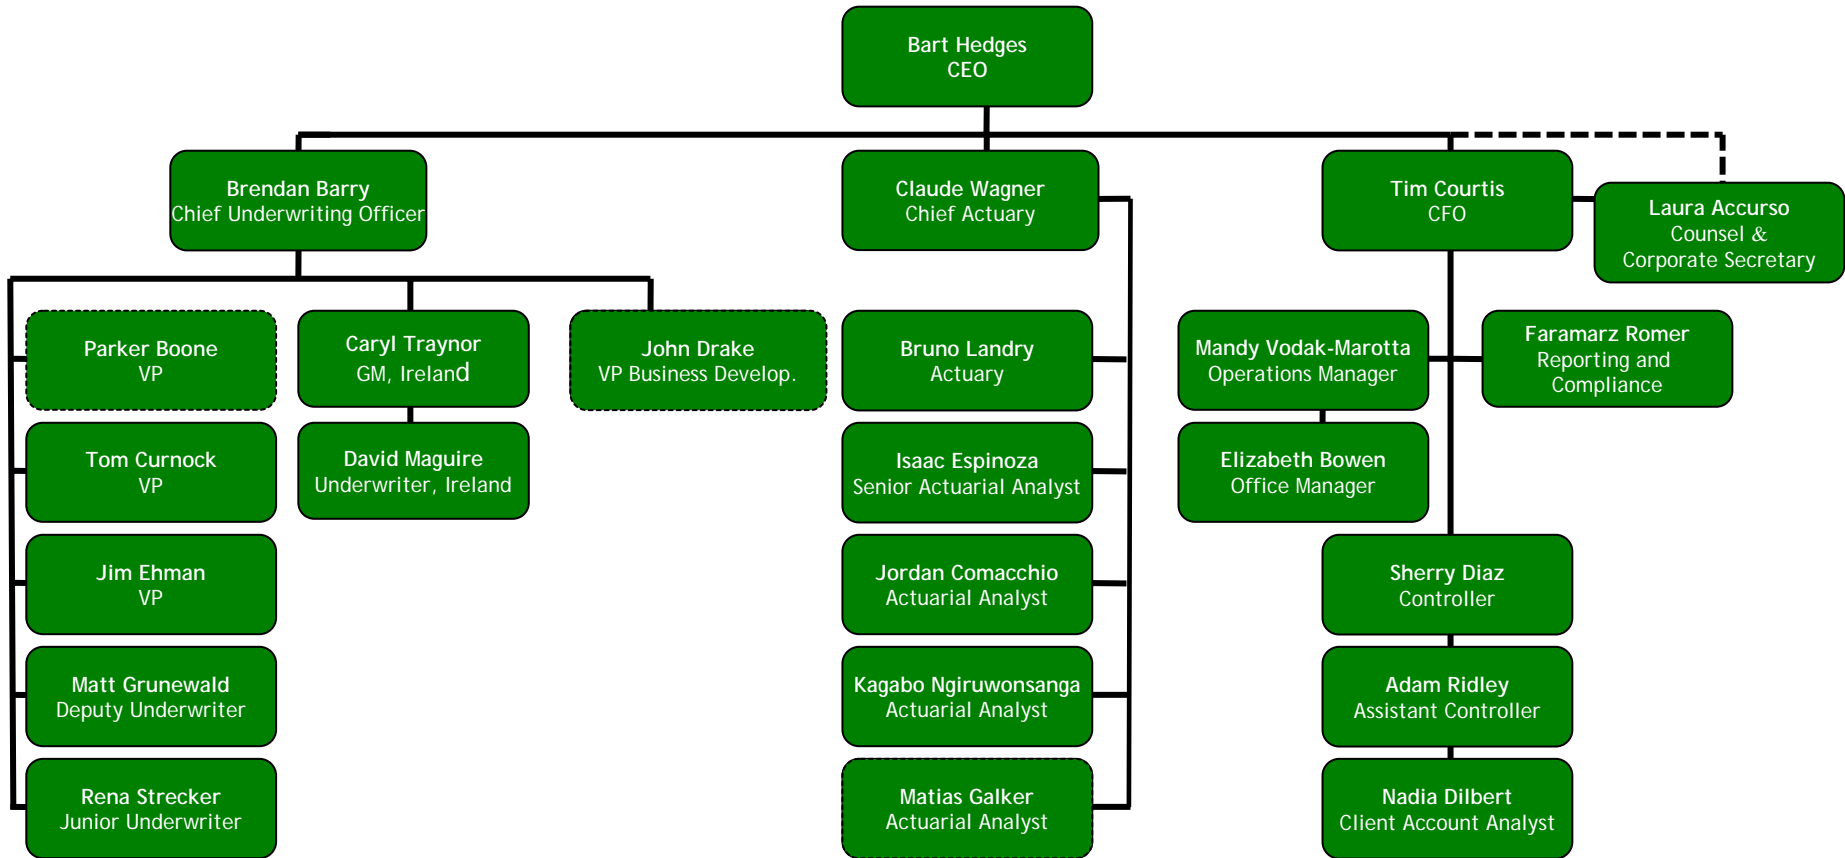 Bart Hedges
CEO
Brendan Barry
Chief Underwriting Officer
Claude Wagner
Chief Actuary
Tim Courtis
CFO
Laura Accurso
Counsel &
Corporate Secretary
Parker Boone
VP
Caryl Traynor
GM, Ireland
John Drake
VP Business Develop.
Bruno Landry
Actuary
Mandy Vodak-Marotta
Operations Manager
Faramarz Romer
Reporting and
Compliance
Tom Curnock
VP
David Maguire
Underwriter, Ireland
Isaac Espinoza
Senior Actuarial Analyst
Elizabeth Bowen
Office Manager
Jim Ehman
VP
Jordan Comacchio
Actuarial Analyst
Sherry Diaz
Controller
Matt Grunewald
Deputy Underwriter
Kagabo Ngiruwonsanga
Actuarial Analyst
Adam Ridley
Assistant Controller
Rena Strecker
Junior Underwriter
Matias Galker
Actuarial Analyst
Nadia Dilbert
Client Account Analyst